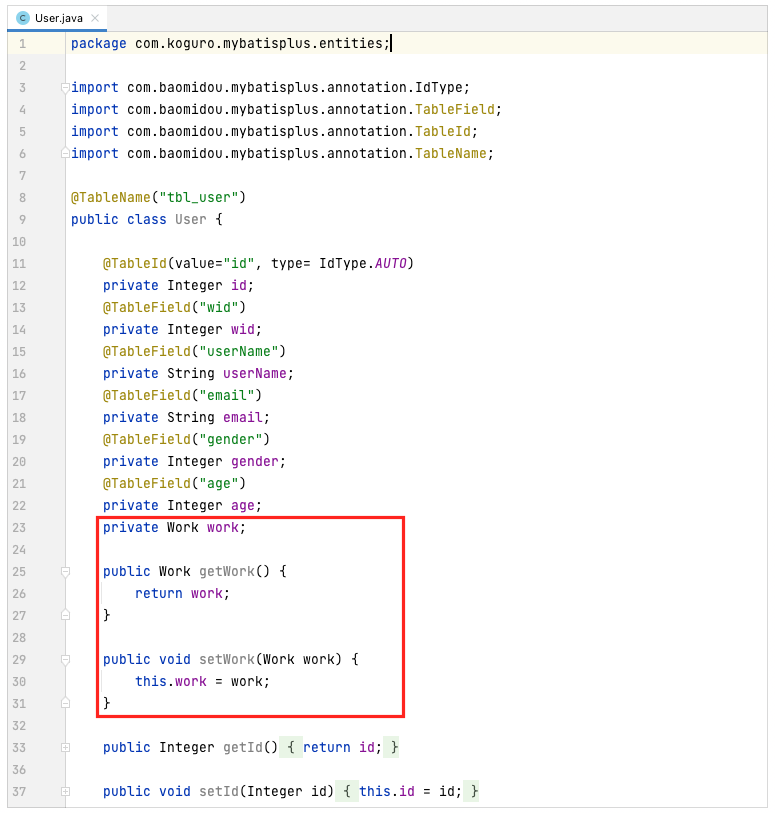 User.java
1 package com.koguro.mybatisplus.entities;
2
3 import com.baomidou.mybatisplus.annotation.IdType;
4 import com.baomidou.mybatisplus.annotation.TableField;
5 import com.baomidou.mybatisplus.annotation.TableId;
6 import com.baomidou.mybatisplus.annotation.TableName;
7
8 @TableName("tbl_user")
9 public class User {
10
11     @TableId(value="id", type= IdType.AUTO)
12     private Integer id;
13     @TableField("wid")
14     private Integer wid;
15     @TableField("userName")
16     private String userName;
17     @TableField("email")
18     private String email;
19     @TableField("gender")
20     private Integer gender;
21     @TableField("age")
22     private Integer age;
23     private Work work;
24
25     public Work getWork() {
26         return work;
27     }
28
29     public void setWork(Work work) {
30         this.work = work;
31     }
32
33     public Integer getId() { return id; }
36
37     public void setId(Integer id) { this.id = id; }